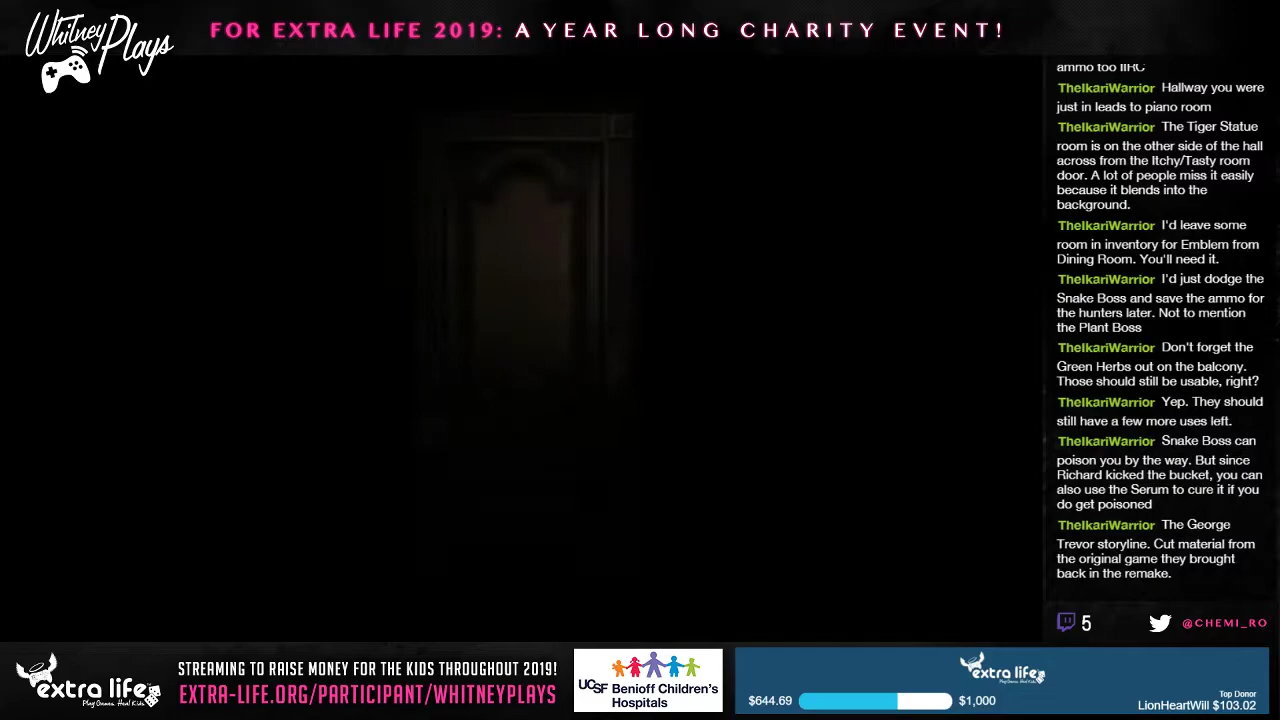 Whitney Plays
FOR EXTRA LIFE 2019: A YEAR LONG CHARITY EVENT!
ammo too IIRC
TheIkariWarrior Hallway you were
just in leads to piano room
TheIkariWarrior The Tiger Statue
room is on the other side of the hall
across from the Itchy/Tasty room
door. A lot of people miss it easily
because it blends into the
background.
TheIkariWarrior I'd leave some
room in inventory for Emblem from
Dining Room. You'll need it.
TheIkariWarrior I'd just dodge the
Snake Boss and save the ammo for
the hunters later. Not to mention
the Plant Boss
TheIkariWarrior Don't forget the
Green Herbs out on the balcony.
Those should still be usable, right?
TheIkariWarrior Yep. They should
still have a few more uses left.
TheIkariWarrior Snake Boss can
poison you by the way. But since
Richard kicked the bucket, you can
also use the Serum to cure it if you
do get poisoned
TheIkariWarrior The George
Trevor storyline. Cut material from
the original game they brought
back in the remake.
5
@CHEMI_RO
extra life
Play Games. Heal Kids.
STREAMING TO RAISE MONEY FOR THE KIDS THROUGHOUT 2019!
EXTRA-LIFE.ORG/PARTICIPANT/WHITNEYPLAYS
UCSF Benioff Children's
Hospitals
extra life
Play Games. Heal Kids.
$644.69
$1,000
Top Donor
LionHeartWill $103.02